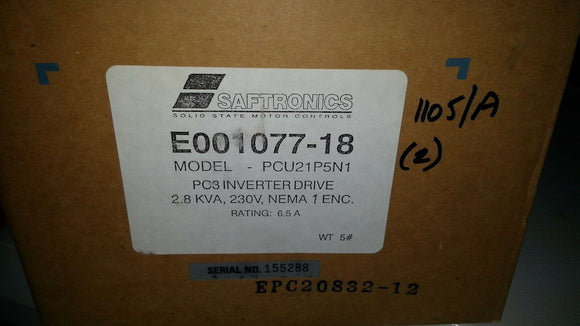 SAFTRONICS
SOLID STATE MOTOR CONTROLS
E001077-18
MODEL - PCU21P5N1
PC3 INVERTER DRIVE
2.8 KVA, 230V, NEMA 1 ENC.
RATING: 6.5 A
WT 5#
SERIAL NO. 155288
EPC20832-12
1105/A
(2)